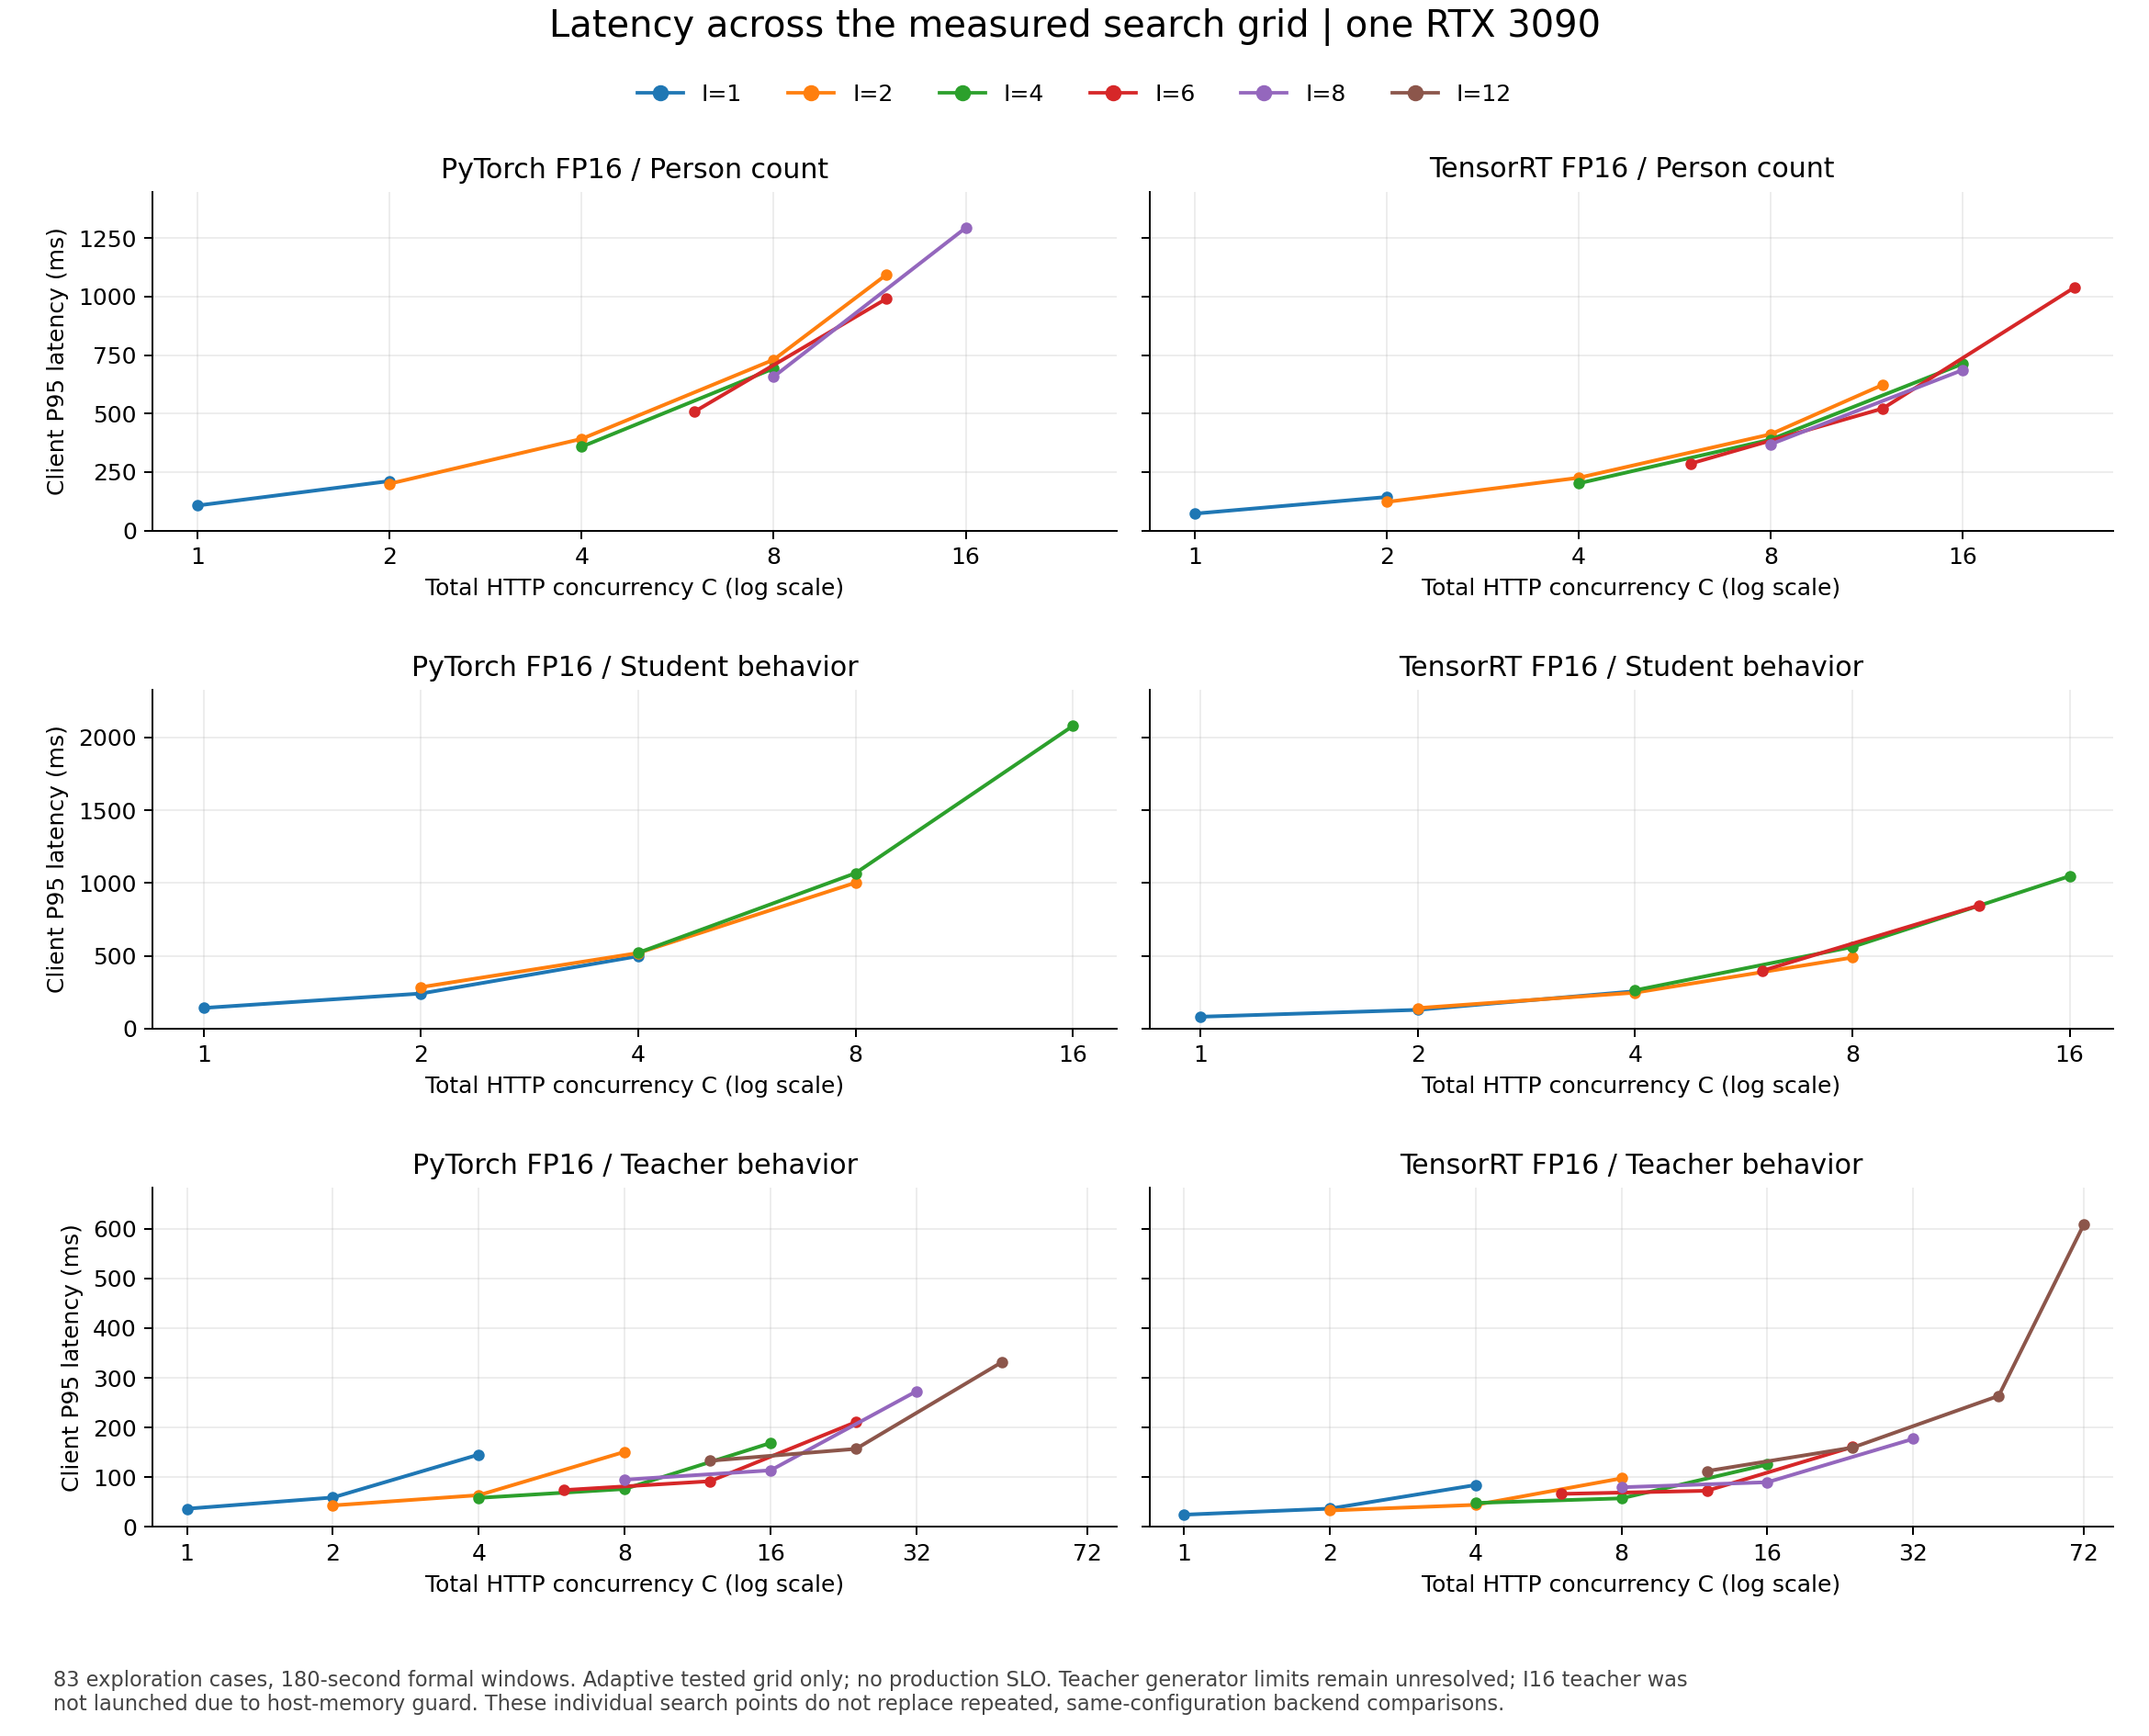 Latency across the measured search grid | one RTX 3090
I=1 I=2 I=4 I=6 I=8 I=12
PyTorch FP16 / Person count
Client P95 latency (ms)
1250
1000
750
500
250
0
1 2 4 8 16
Total HTTP concurrency C (log scale)
TensorRT FP16 / Person count
1 2 4 8 16
Total HTTP concurrency C (log scale)
PyTorch FP16 / Student behavior
Client P95 latency (ms)
2000
1500
1000
500
0
1 2 4 8 16
Total HTTP concurrency C (log scale)
TensorRT FP16 / Student behavior
1 2 4 8 16
Total HTTP concurrency C (log scale)
PyTorch FP16 / Teacher behavior
Client P95 latency (ms)
600
500
400
300
200
100
0
1 2 4 8 16 32 72
Total HTTP concurrency C (log scale)
TensorRT FP16 / Teacher behavior
1 2 4 8 16 32 72
Total HTTP concurrency C (log scale)
83 exploration cases, 180-second formal windows. Adaptive tested grid only; no production SLO. Teacher generator limits remain unresolved; I16 teacher was
not launched due to host-memory guard. These individual search points do not replace repeated, same-configuration backend comparisons.